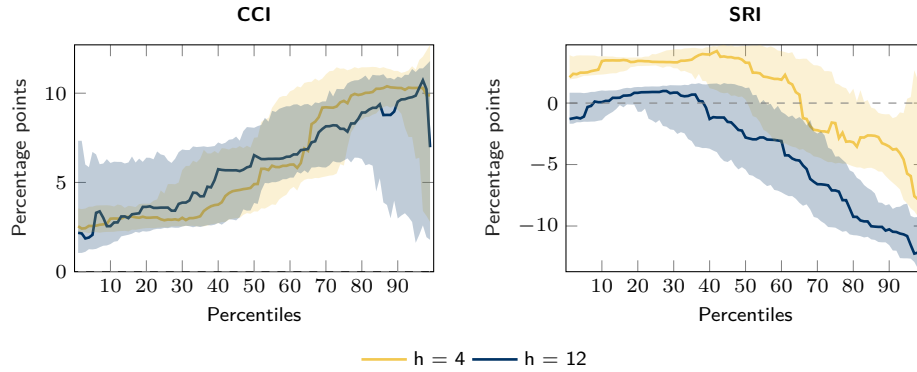 CCI
Percentage points
10
5
0
10 20 30 40 50 60 70 80 90
Percentiles
SRI
Percentage points
0
−5
−10
10 20 30 40 50 60 70 80 90
Percentiles
h = 4 h = 12